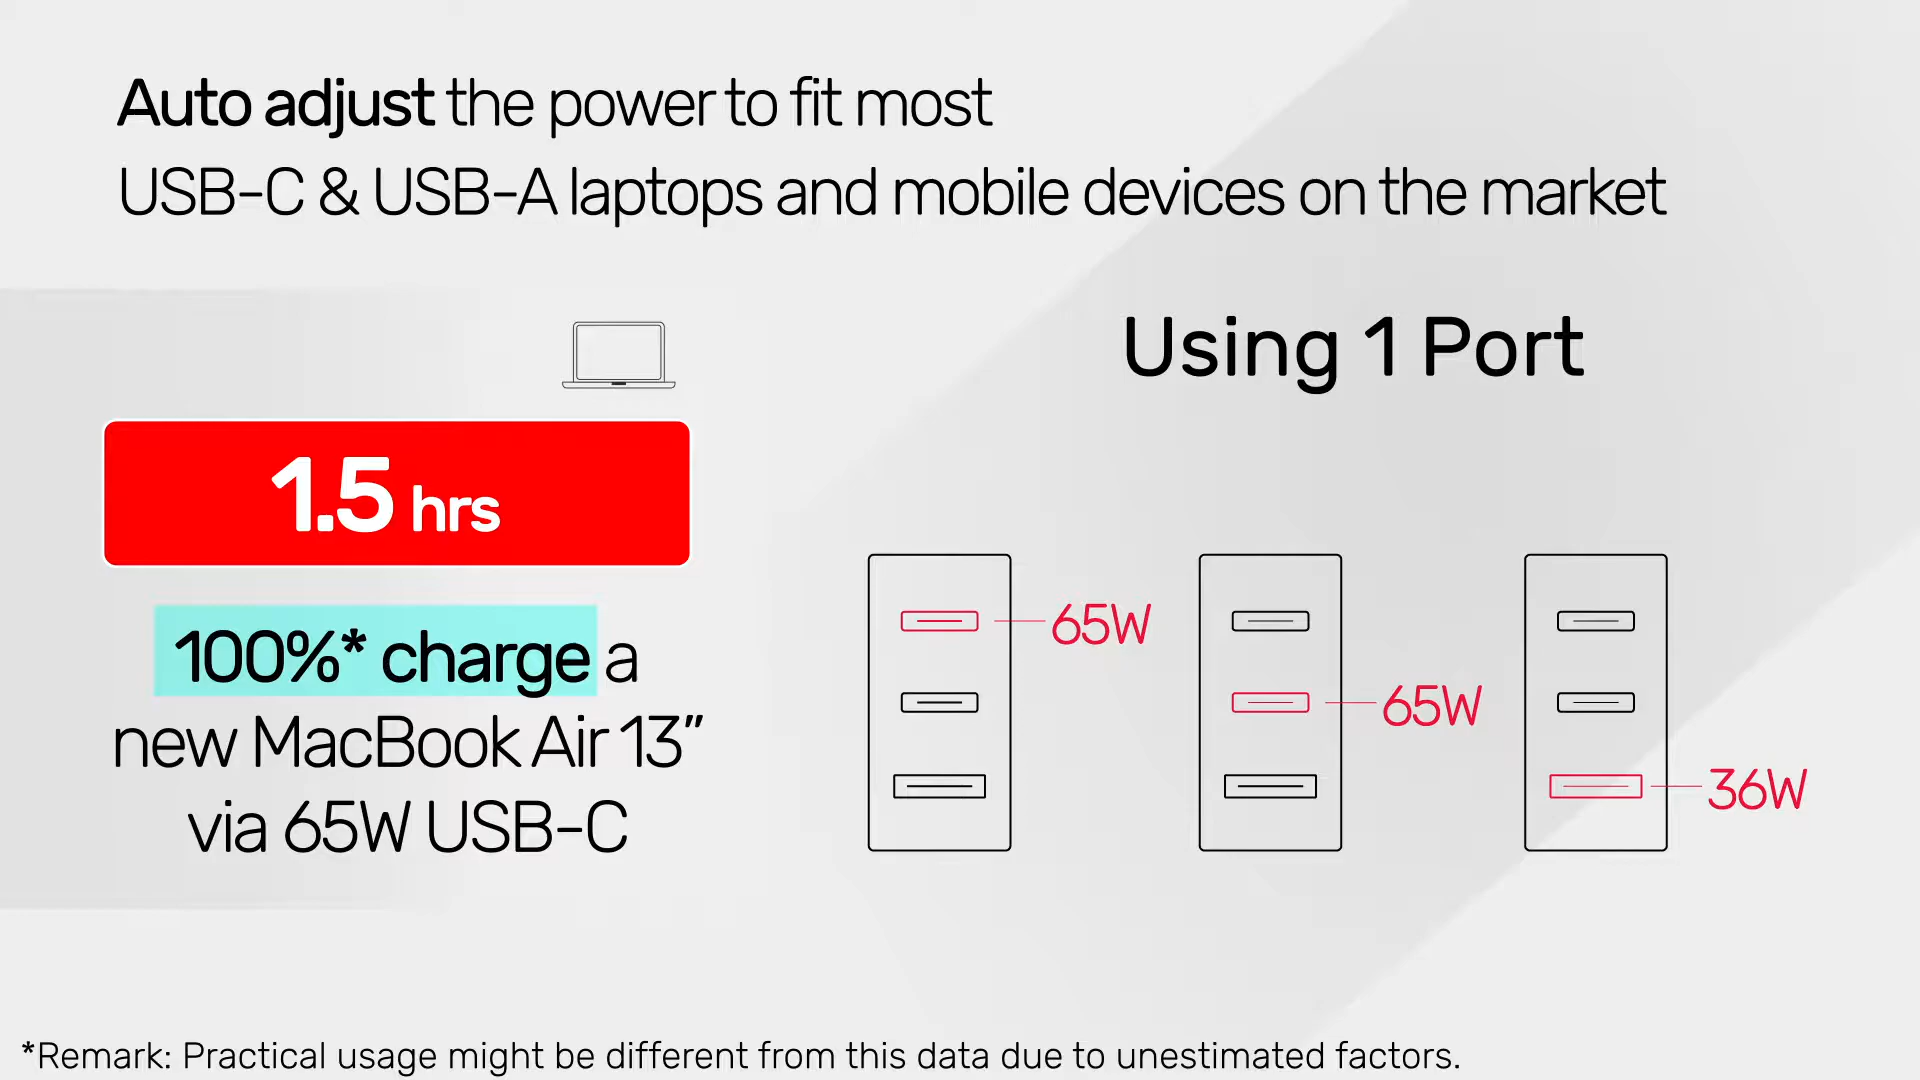 Auto adjust the power to fit most
USB-C & USB-A laptops and mobile devices on the market
1.5 hrs
100%* charge a
new MacBook Air 13”
via 65W USB-C
Using 1 Port
65W
65W
36W
*Remark: Practical usage might be different from this data due to unestimated factors.